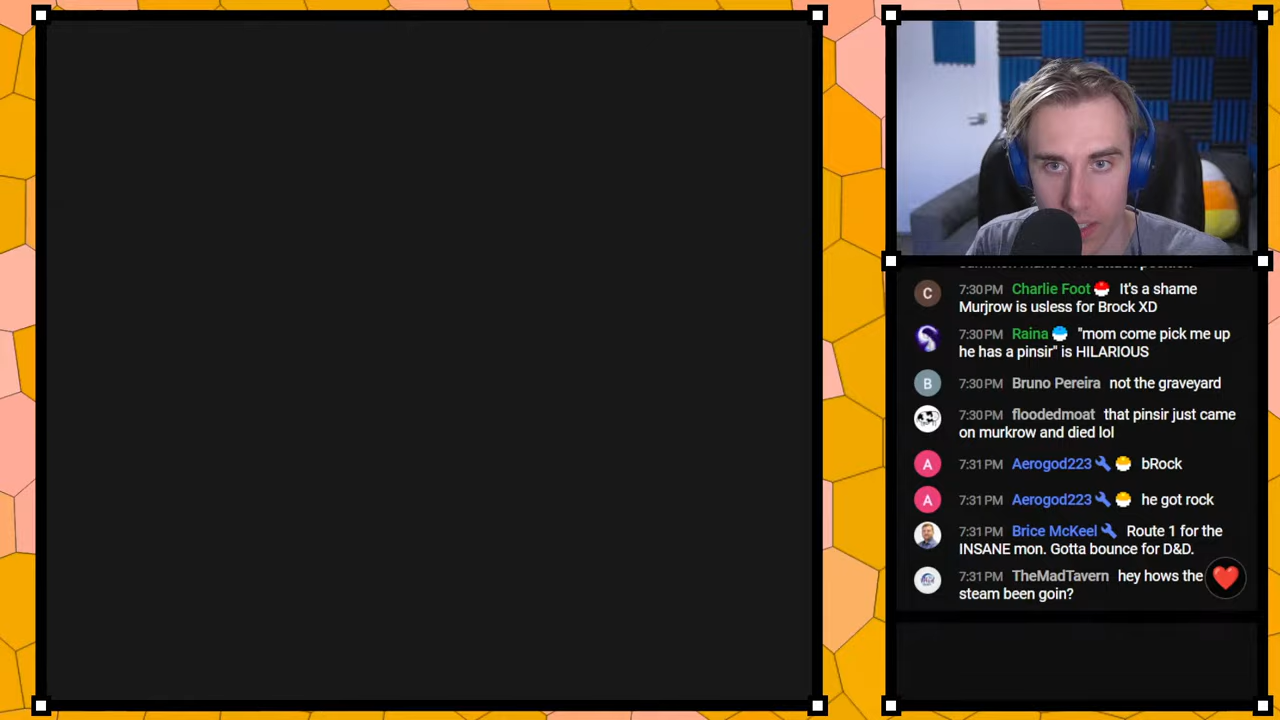 7:30 PM Charlie Foot It's a shame
Murjrow is usless for Brock XD
7:30 PM Raina "mom come pick me up
he has a pinsir" is HILARIOUS
B 7:30 PM Bruno Pereira not the graveyard
7:30 PM floodedmoat that pinsir just came
on murkrow and died lol
A 7:31 PM Aerogod223 bRock
A 7:31 PM Aerogod223 he got rock
7:31 PM Brice McKeel Route 1 for the
INSANE mon. Gotta bounce for D&D.
7:31 PM TheMadTavern hey hows the
steam been goin?